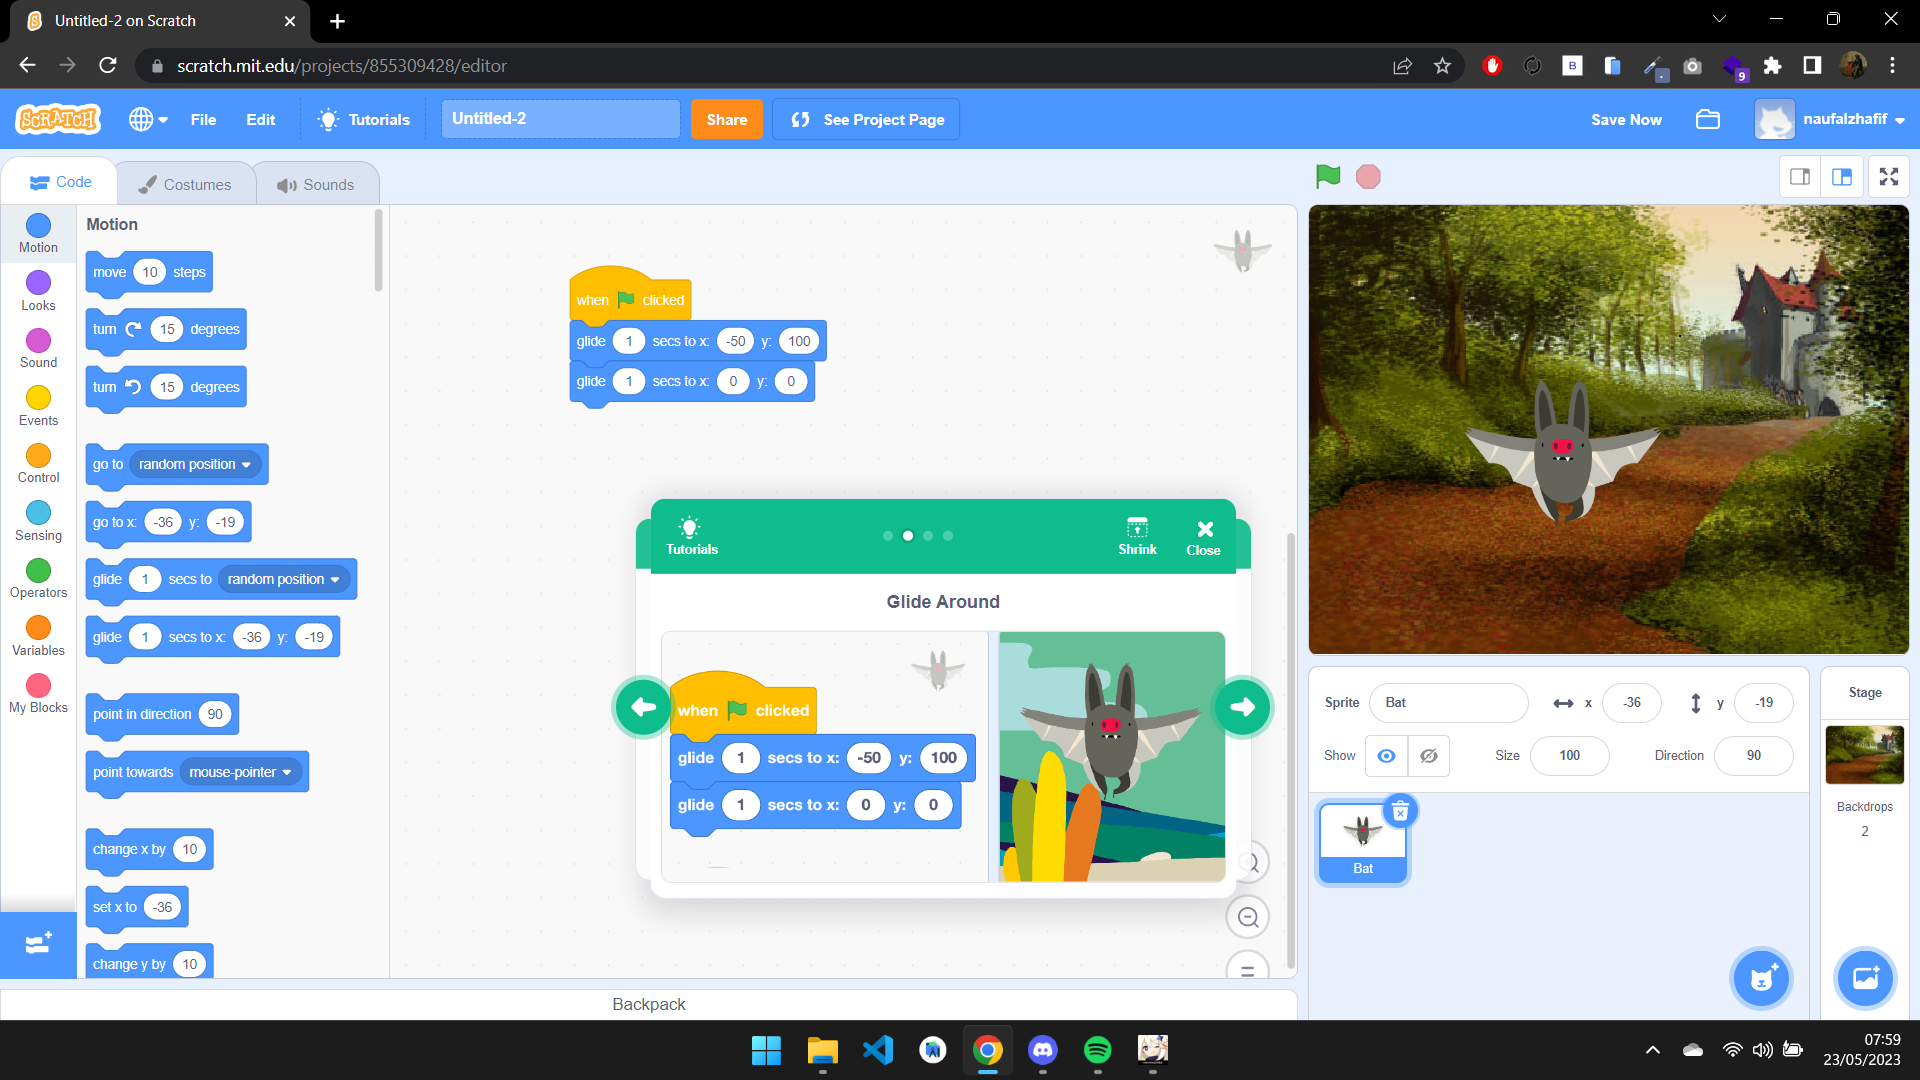 Untitled-2 on Scratch
scratch.mit.edu/projects/855309428/editor
B
9
SCRATCH
File
Edit
Tutorials
Untitled-2
Share
See Project Page
Save Now
naufalzhafif
Code
Costumes
Sounds
Motion
Looks
Sound
Events
Control
Sensing
Operators
Variables
My Blocks
Motion
move 10 steps
turn 15 degrees
turn 15 degrees
go to random position
go to x: -36 y: -19
glide 1 secs to random position
glide 1 secs to x: -36 y: -19
point in direction 90
point towards mouse-pointer
change x by 10
set x to -36
change y by 10
when clicked
glide 1 secs to x: -50 y: 100
glide 1 secs to x: 0 y: 0
Tutorials
Shrink
Close
Glide Around
when clicked
glide 1 secs to x: -50 y: 100
glide 1 secs to x: 0 y: 0
Sprite Bat x -36 y -19
Show Size 100 Direction 90
Bat
Stage
Backdrops
2
Backpack
07:59
23/05/2023